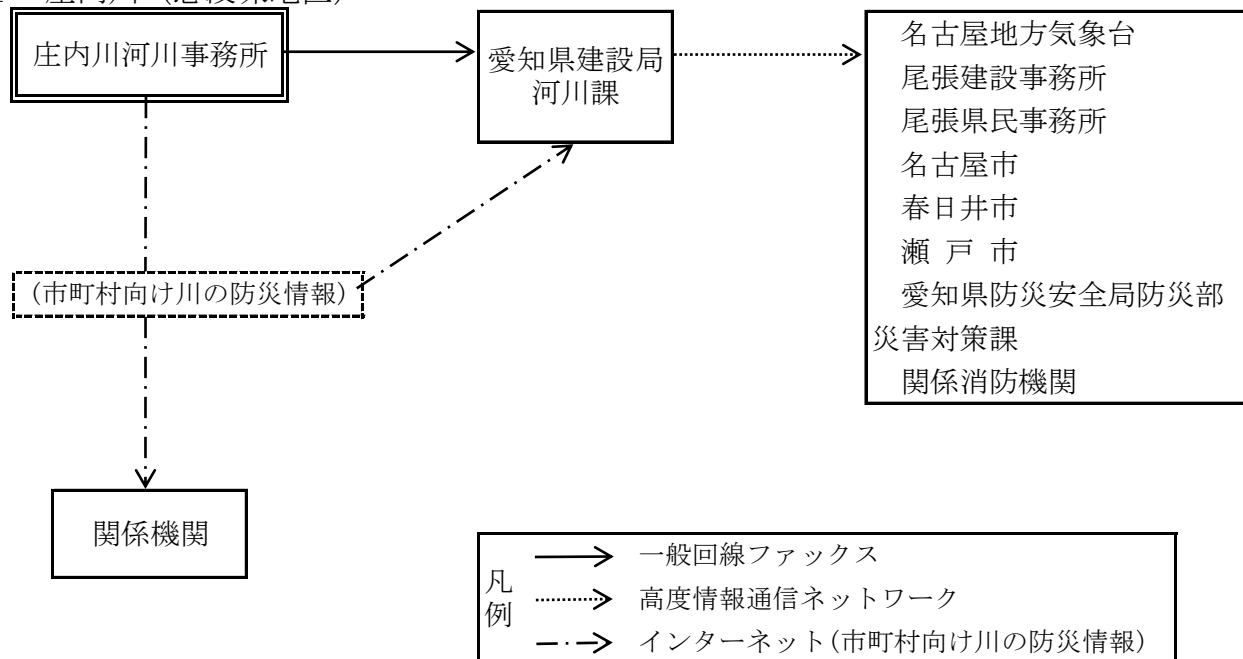 庄内川河川事務所
愛知県建設局
河川課
名古屋地方気象台
尾張建設事務所
尾張県民事務所
名古屋市
春日井市
瀬 戸 市
愛知県防災安全局防災部
災害対策課
関係消防機関
(市町村向け川の防災情報)
関係機関
凡例
一般回線ファックス
高度情報通信ネットワーク
インターネット(市町村向け川の防災情報)